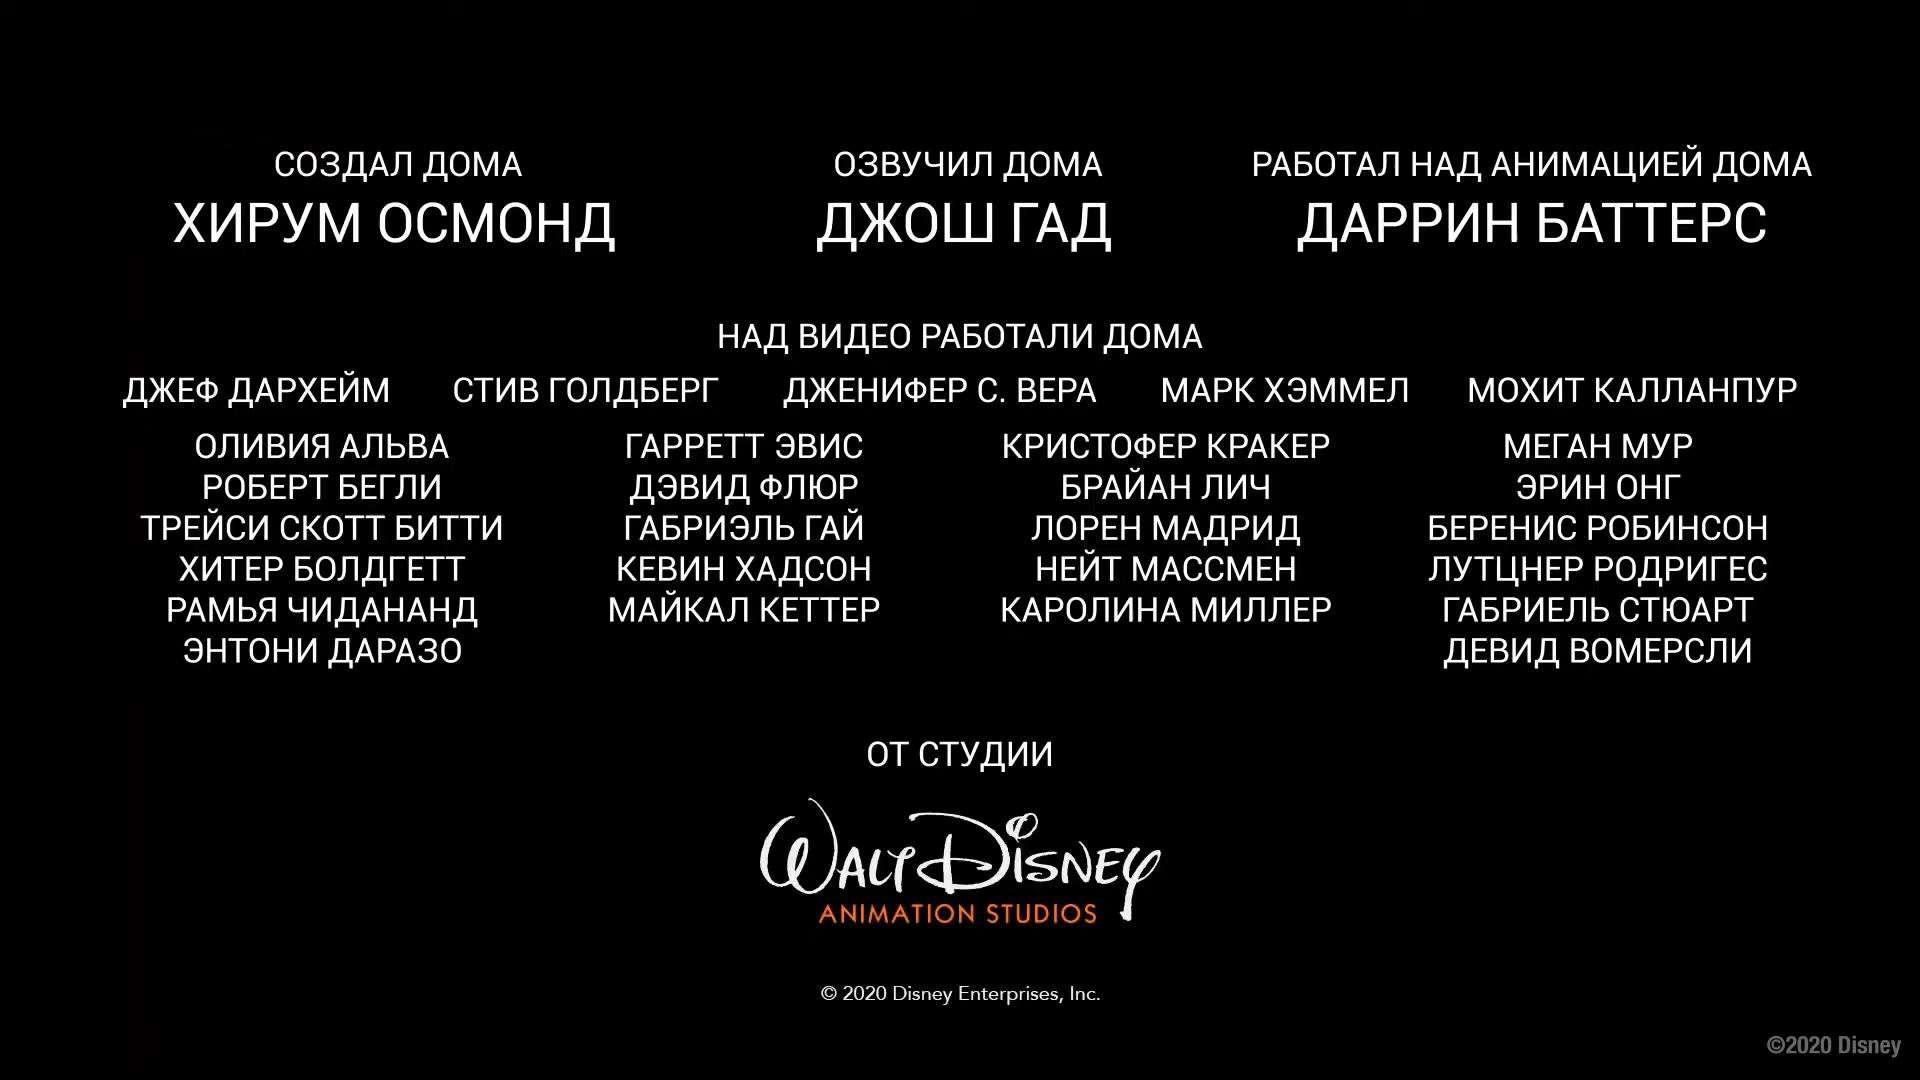 СОЗДАЛ ДОМА ОЗВУЧИЛ ДОМА РАБОТАЛ НАД АНИМАЦИЕЙ ДОМА
ХИРУМ ОСМОНД ДЖОШ ГАД ДАРРИН БАТТЕРС
НАД ВИДЕО РАБОТАЛИ ДОМА
ДЖЕФ ДАРХЕЙМ СТИВ ГОЛДБЕРГ ДЖЕНИФЕР С. ВЕРА МАРК ХЭММЕЛ МОХИТ КАЛЛАНПУР
ОЛИВИЯ АЛЬВА ГАРРЕТТ ЭВИС КРИСТОФЕР КРАКЕР МЕГАН МУР
РОБЕРТ БЕГЛИ ДЭВИД ФЛЮР БРАЙАН ЛИЧ ЭРИН ОНГ
ТРЕЙСИ СКОТТ БИТТИ ГАБРИЭЛЬ ГАЙ ЛОРЕН МАДРИД БЕРЕНИС РОБИНСОН
ХИТЕР БОЛДГЕТТ КЕВИН ХАДСОН НЕЙТ МАССМЕН ЛУТЦНЕР РОДРИГЕС
РАМЬЯ ЧИДАНАНД МАЙКАЛ КЕТТЕР КАРОЛИНА МИЛЛЕР ГАБРИЕЛЬ СТЮАРТ
ЭНТОНИ ДАРАЗО ДЕВИД ВОМЕРСЛИ
ОТ СТУДИИ
WALT DISNEY
ANIMATION STUDIOS
© 2020 Disney Enterprises, Inc.
©2020 Disney